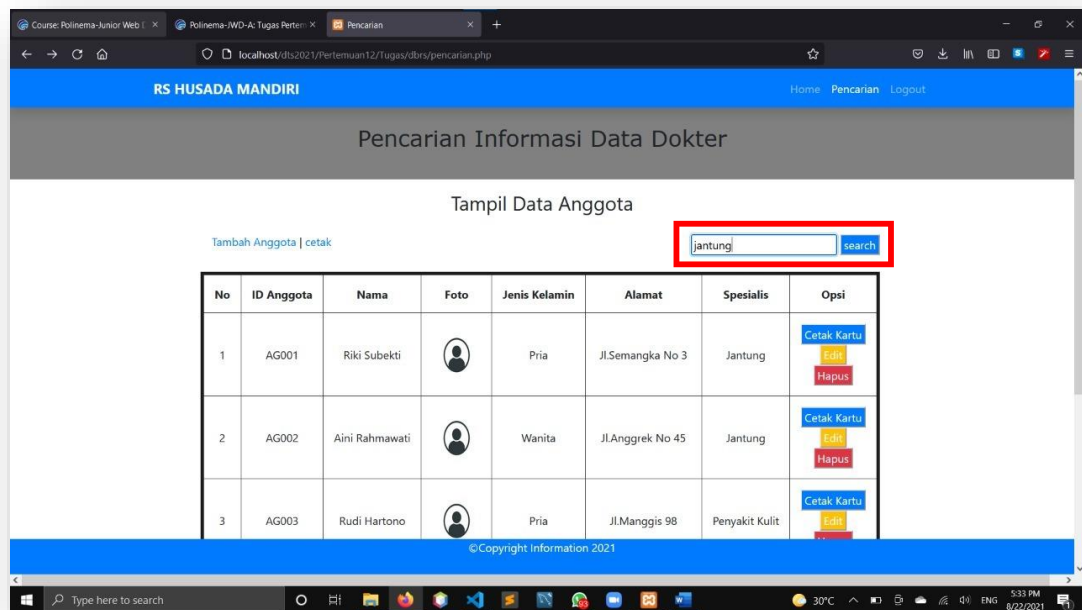 Course: Polinema-Junior Web D
Polinema-JWD-A: Tugas Pertem
Pencarian
localhost/dts2021/Pertemuan12/Tugas/dbrs/pencarian.php
RS HUSADA MANDIRI
Home Pencarian Logout
Pencarian Informasi Data Dokter
Tampil Data Anggota
Tambah Anggota | cetak
jantung search
No ID Anggota Nama Foto Jenis Kelamin Alamat Spesialis Opsi
1 AG001 Riki Subekti Pria Jl.Semangka No 3 Jantung
Cetak Kartu
Edit
Hapus
2 AG002 Aini Rahmawati Wanita Jl.Anggrek No 45 Jantung
Cetak Kartu
Edit
Hapus
3 AG003 Rudi Hartono Pria Jl.Manggis 98 Penyakit Kulit
Cetak Kartu
Edit
©Copyright Information 2021
Type here to search
30°C ENG
5:33 PM
8/22/2021